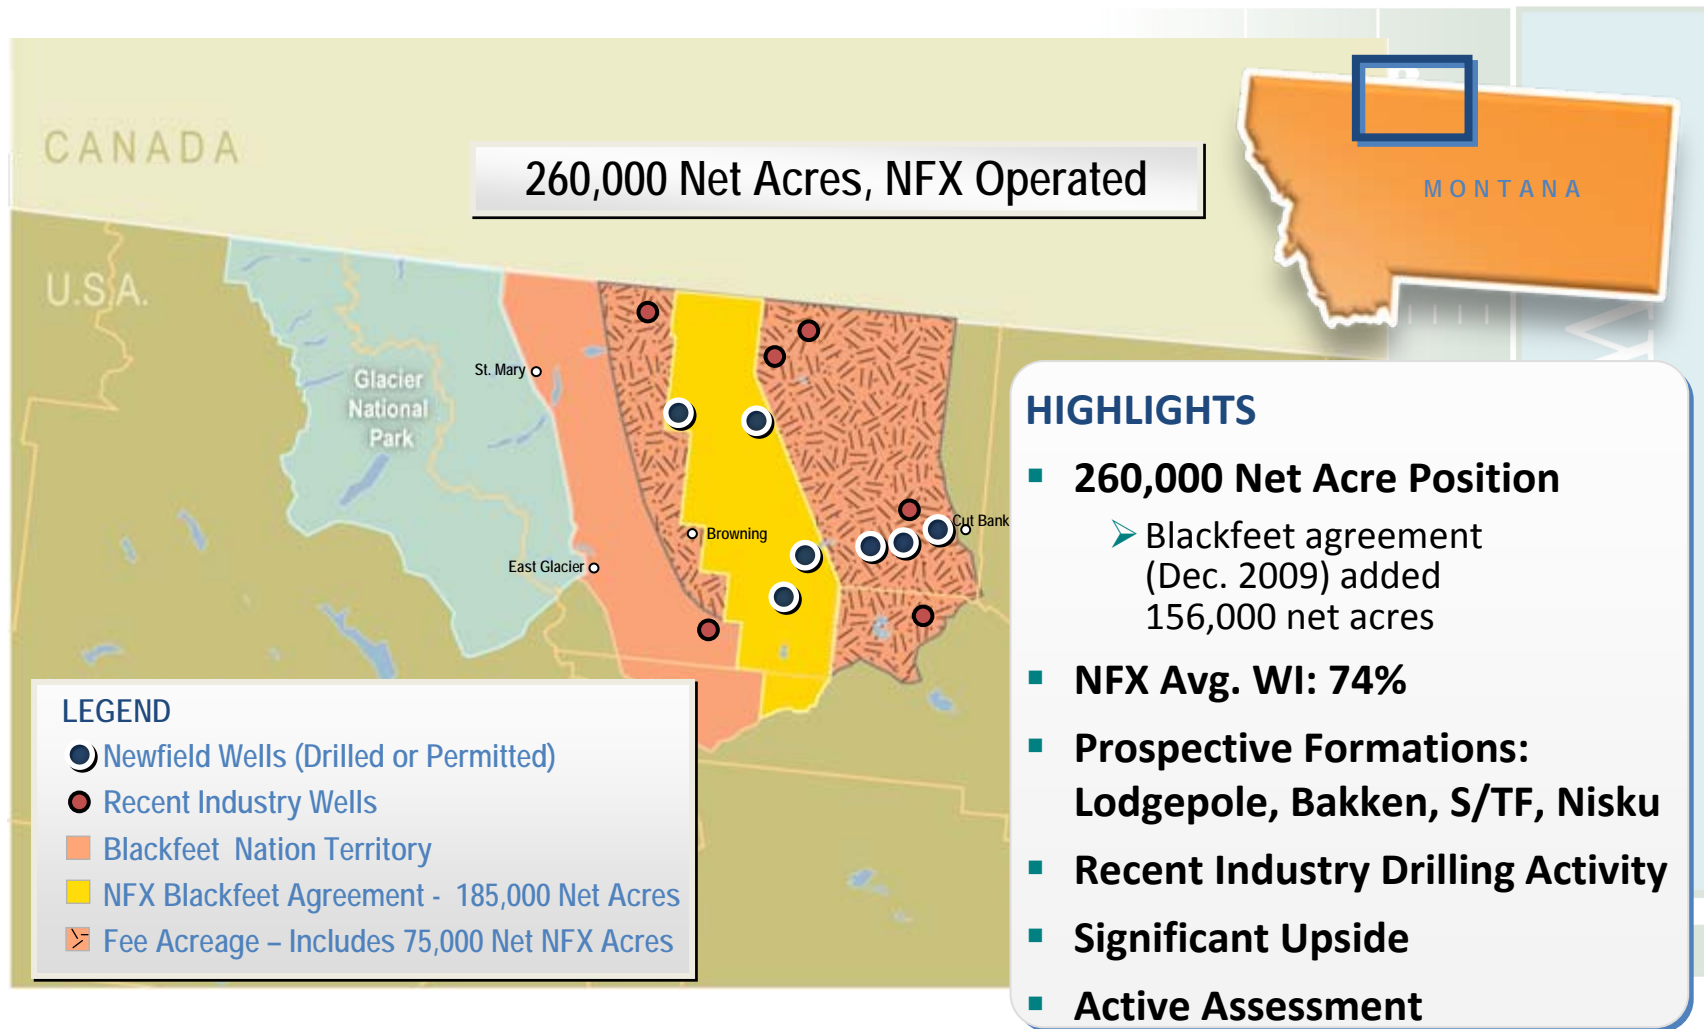 CANADA
260,000 Net Acres, NFX Operated
MONTANA
U.S.A.
St. Mary
Glacier
National
Park
Browning
East Glacier
Cut Bank
LEGEND
Newfield Wells (Drilled or Permitted)
Recent Industry Wells
Blackfeet Nation Territory
NFX Blackfeet Agreement - 185,000 Net Acres
Fee Acreage – Includes 75,000 Net NFX Acres
HIGHLIGHTS
▪ 260,000 Net Acre Position
➢ Blackfeet agreement
(Dec. 2009) added
156,000 net acres
▪ NFX Avg. WI: 74%
▪ Prospective Formations:
Lodgepole, Bakken, S/TF, Nisku
▪ Recent Industry Drilling Activity
▪ Significant Upside
▪ Active Assessment